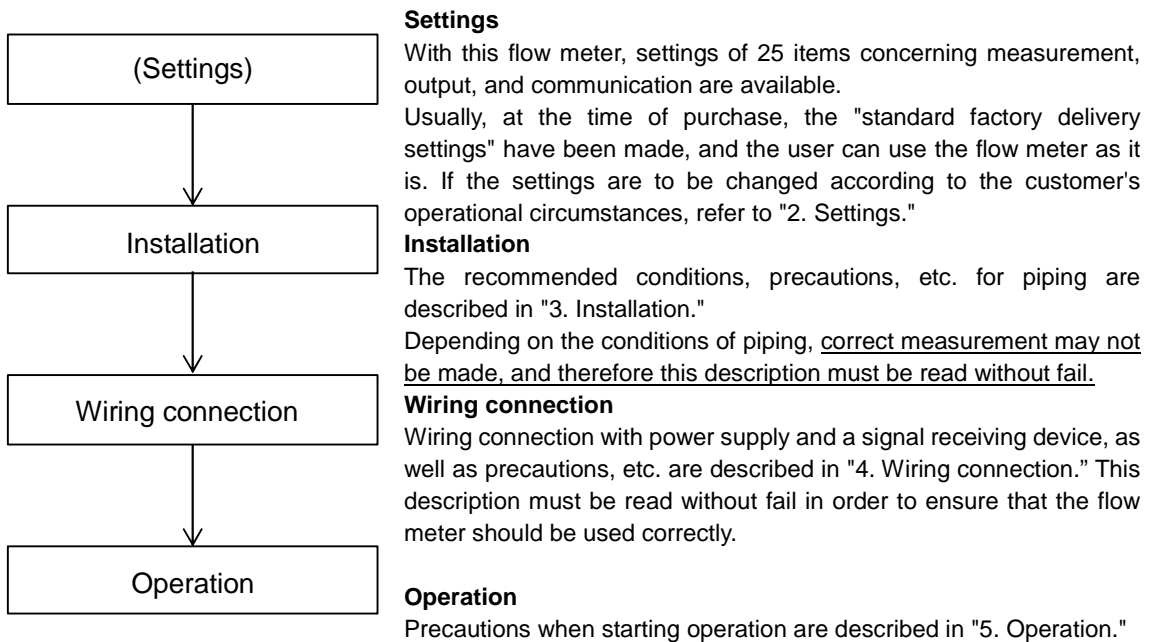 (Settings)
Installation
Wiring connection
Operation
Settings
With this flow meter, settings of 25 items concerning measurement,
output, and communication are available.
Usually, at the time of purchase, the "standard factory delivery
settings" have been made, and the user can use the flow meter as it
is. If the settings are to be changed according to the customer's
operational circumstances, refer to "2. Settings."
Installation
The recommended conditions, precautions, etc. for piping are
described in "3. Installation."
Depending on the conditions of piping, correct measurement may not
be made, and therefore this description must be read without fail.
Wiring connection
Wiring connection with power supply and a signal receiving device, as
well as precautions, etc. are described in "4. Wiring connection.” This
description must be read without fail in order to ensure that the flow
meter should be used correctly.
Operation
Precautions when starting operation are described in "5. Operation."